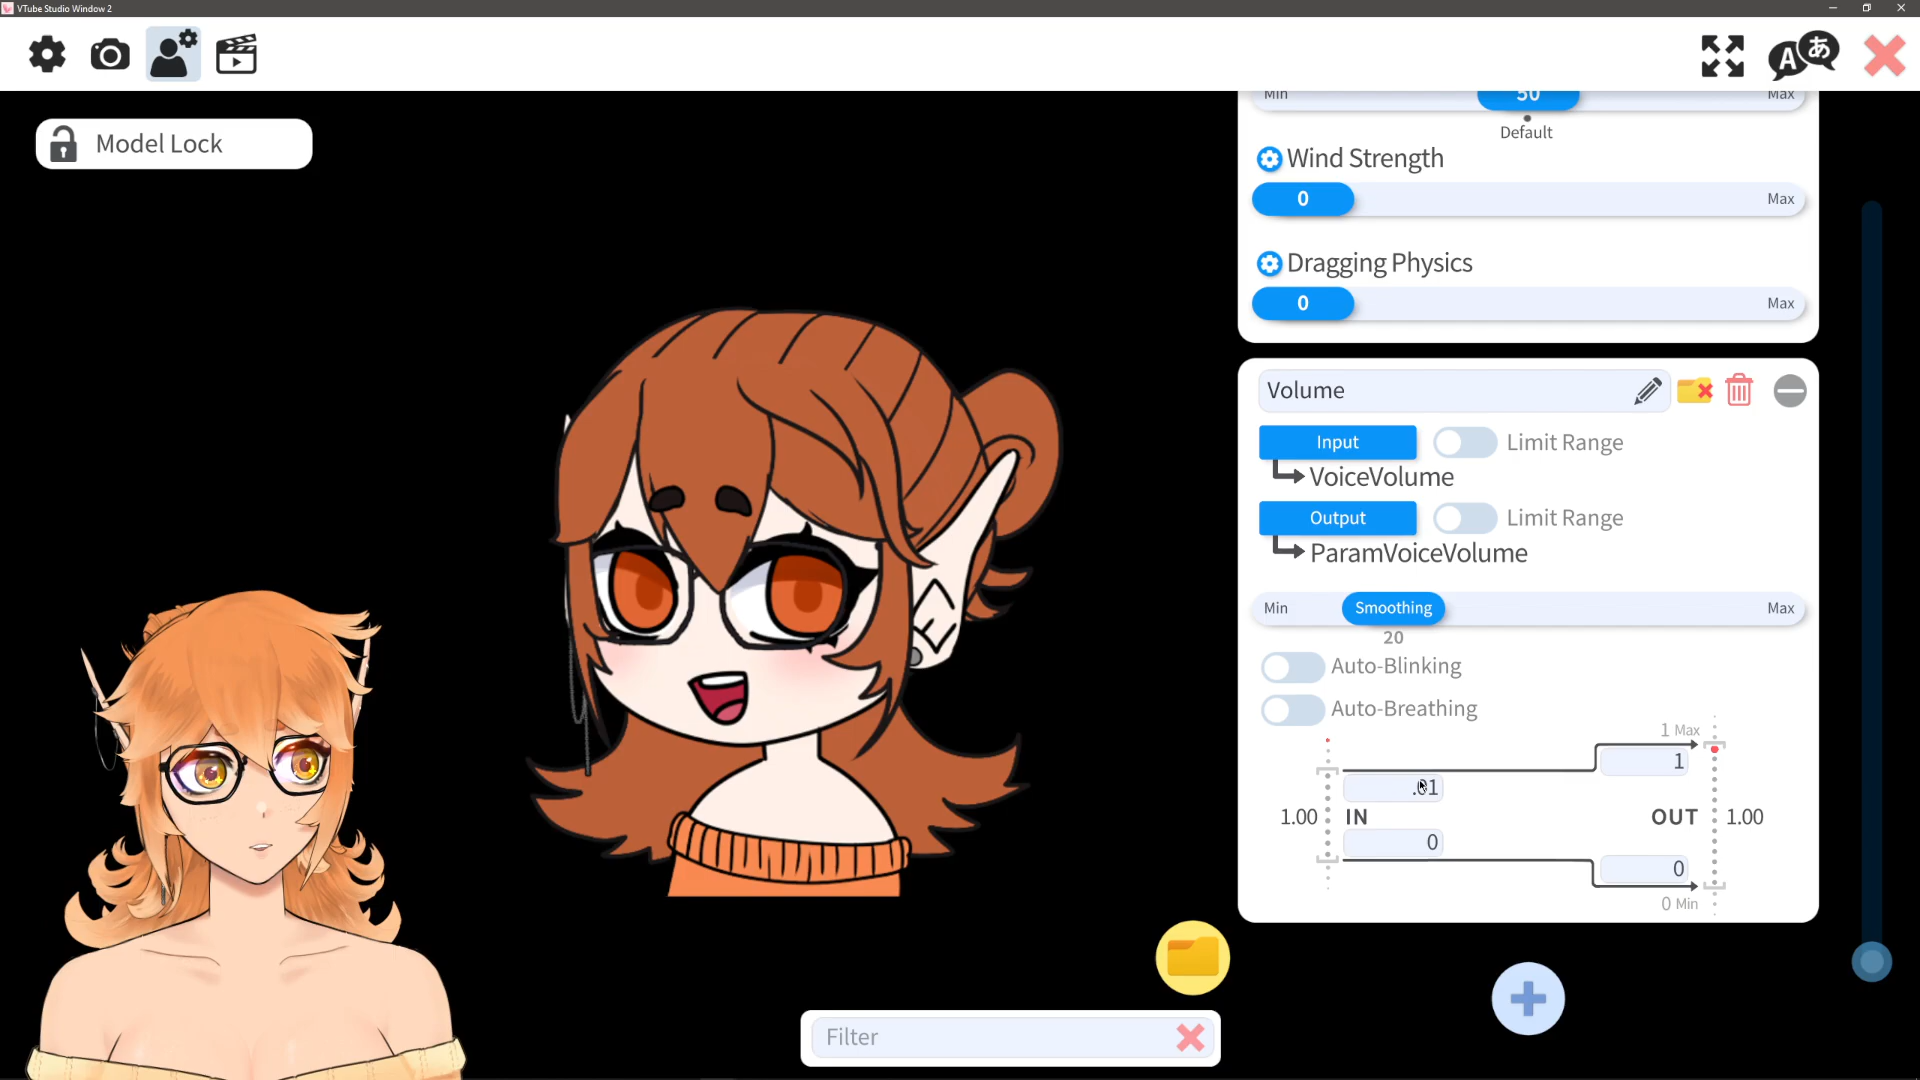 VTube Studio Window 2
A あ
Model Lock
Min 50 Max
Default
Wind Strength
0 Max
Dragging Physics
0 Max
Volume
Input Limit Range
VoiceVolume
Output Limit Range
ParamVoiceVolume
Min Smoothing Max
20
Auto-Blinking
Auto-Breathing
1 Max
1
.01
1.00 IN OUT 1.00
0
0
0 Min
Filter